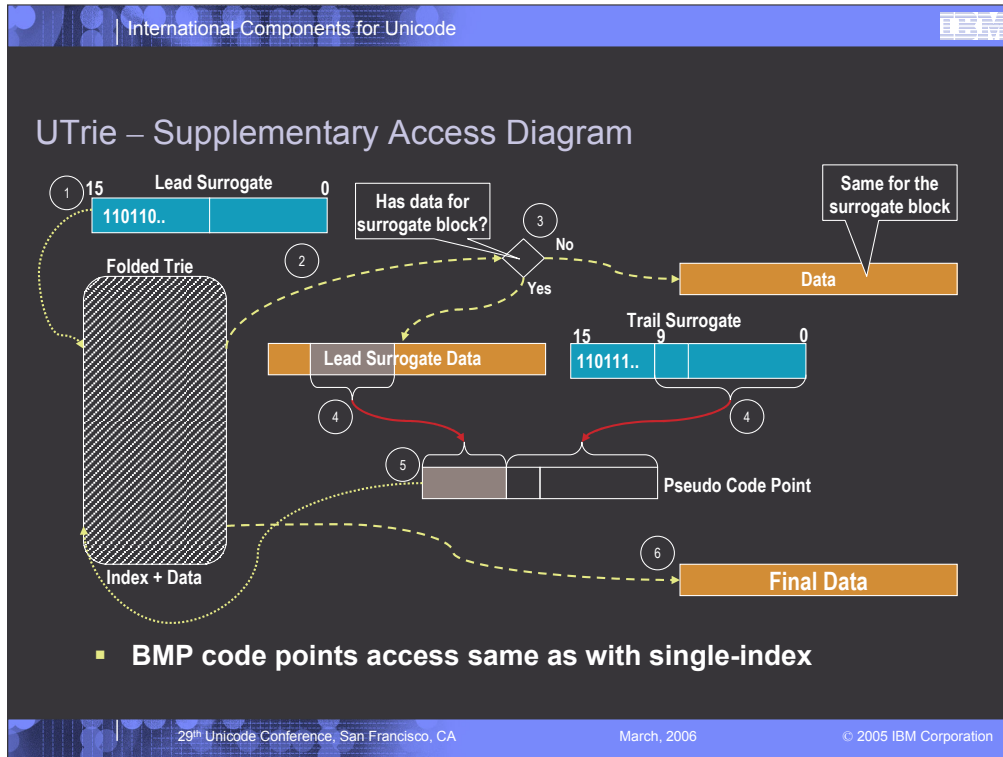 International Components for Unicode
IBM
UTrie – Supplementary Access Diagram
1
15
Lead Surrogate
0
110110..
Has data for
surrogate block?
3
No
Yes
Same for the
surrogate block
2
Folded Trie
Data
Trail Surrogate
15
9
0
Lead Surrogate Data
110111..
4
4
5
Pseudo Code Point
6
Index + Data
Final Data
▪ BMP code points access same as with single-index
29th Unicode Conference, San Francisco, CA
March, 2006
© 2005 IBM Corporation